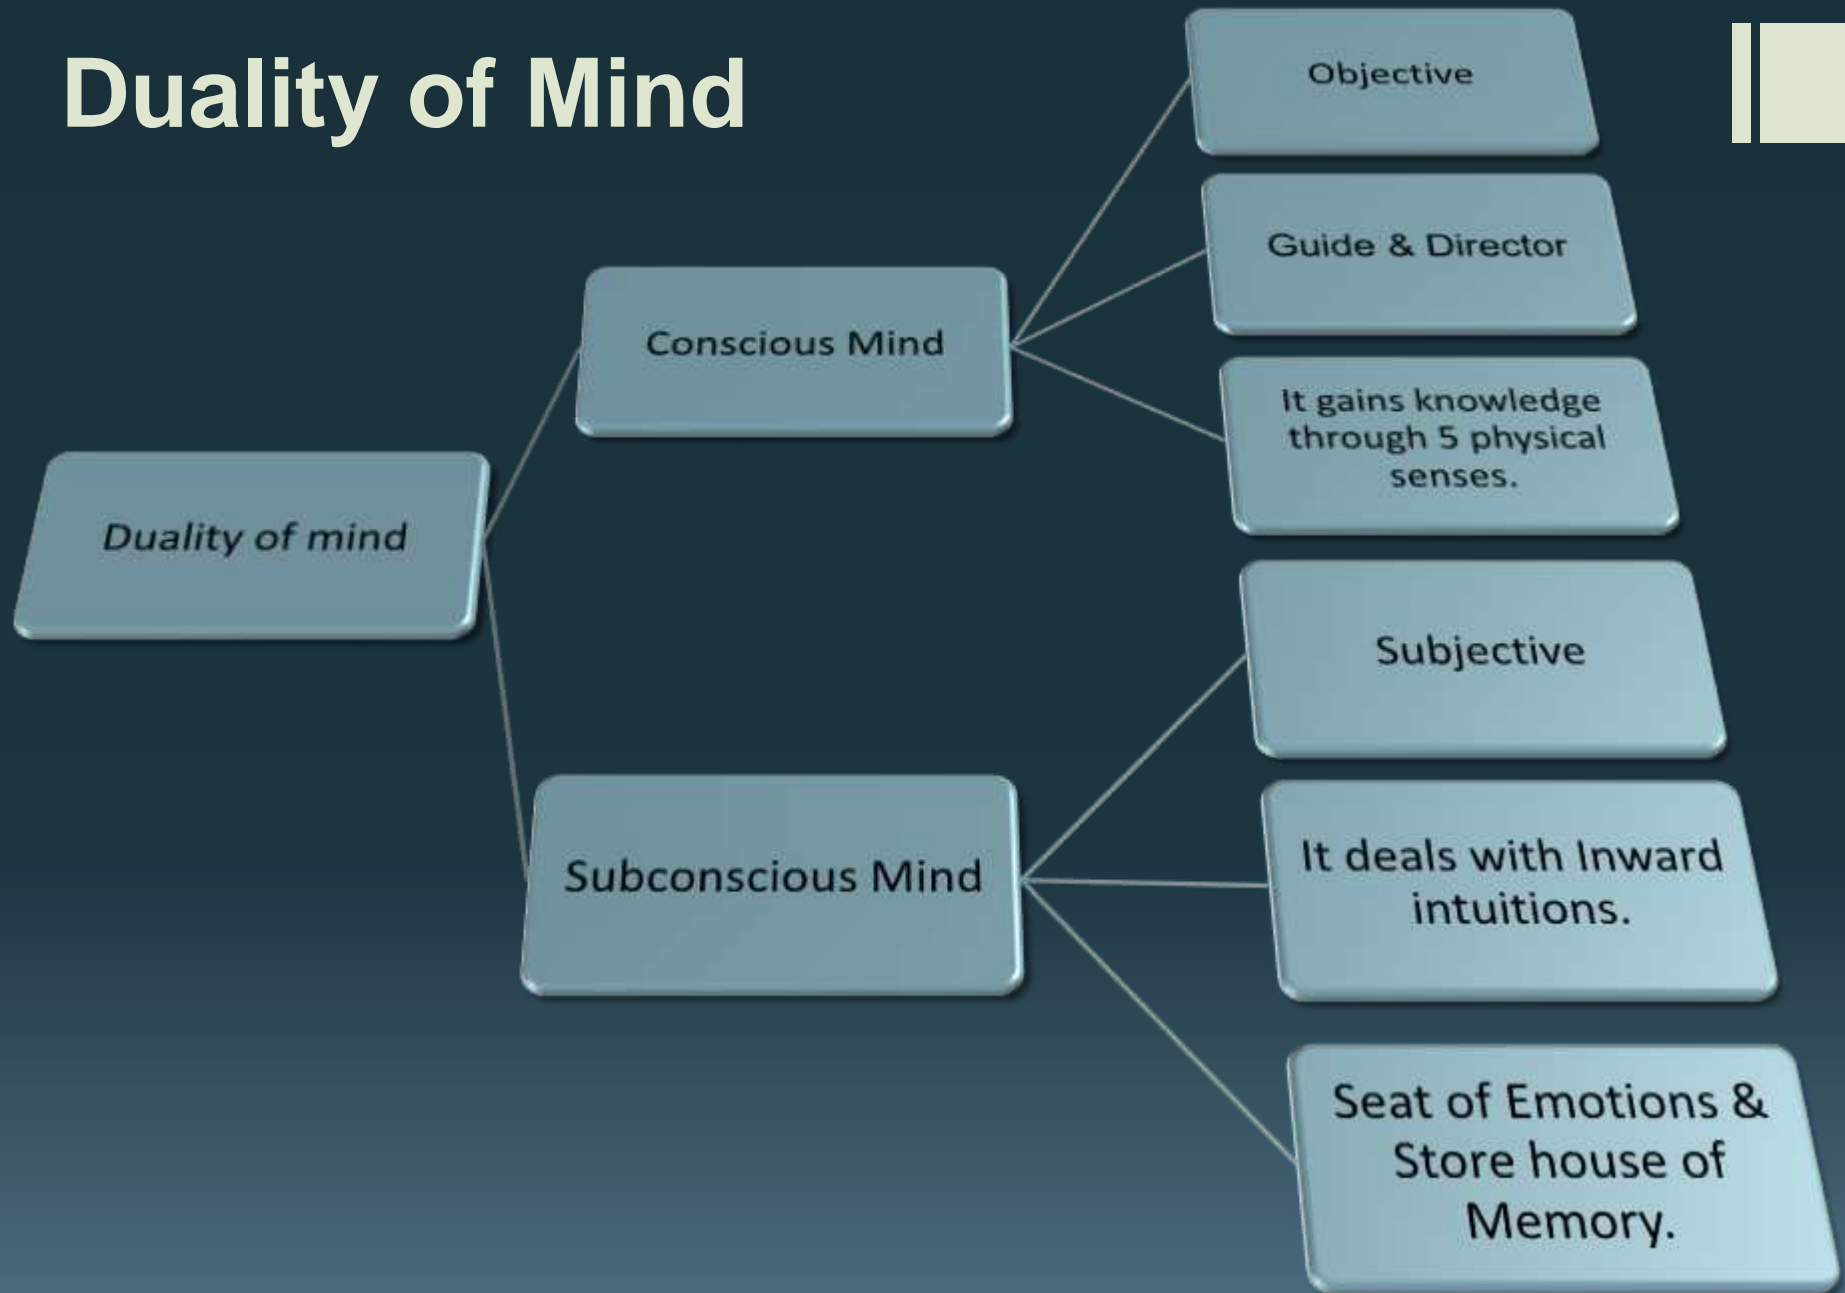 Duality of Mind
Duality of mind
Conscious Mind
Objective
Guide & Director
It gains knowledge
through 5 physical
senses.
Subconscious Mind
Subjective
It deals with Inward
intuitions.
Seat of Emotions &
Store house of
Memory.